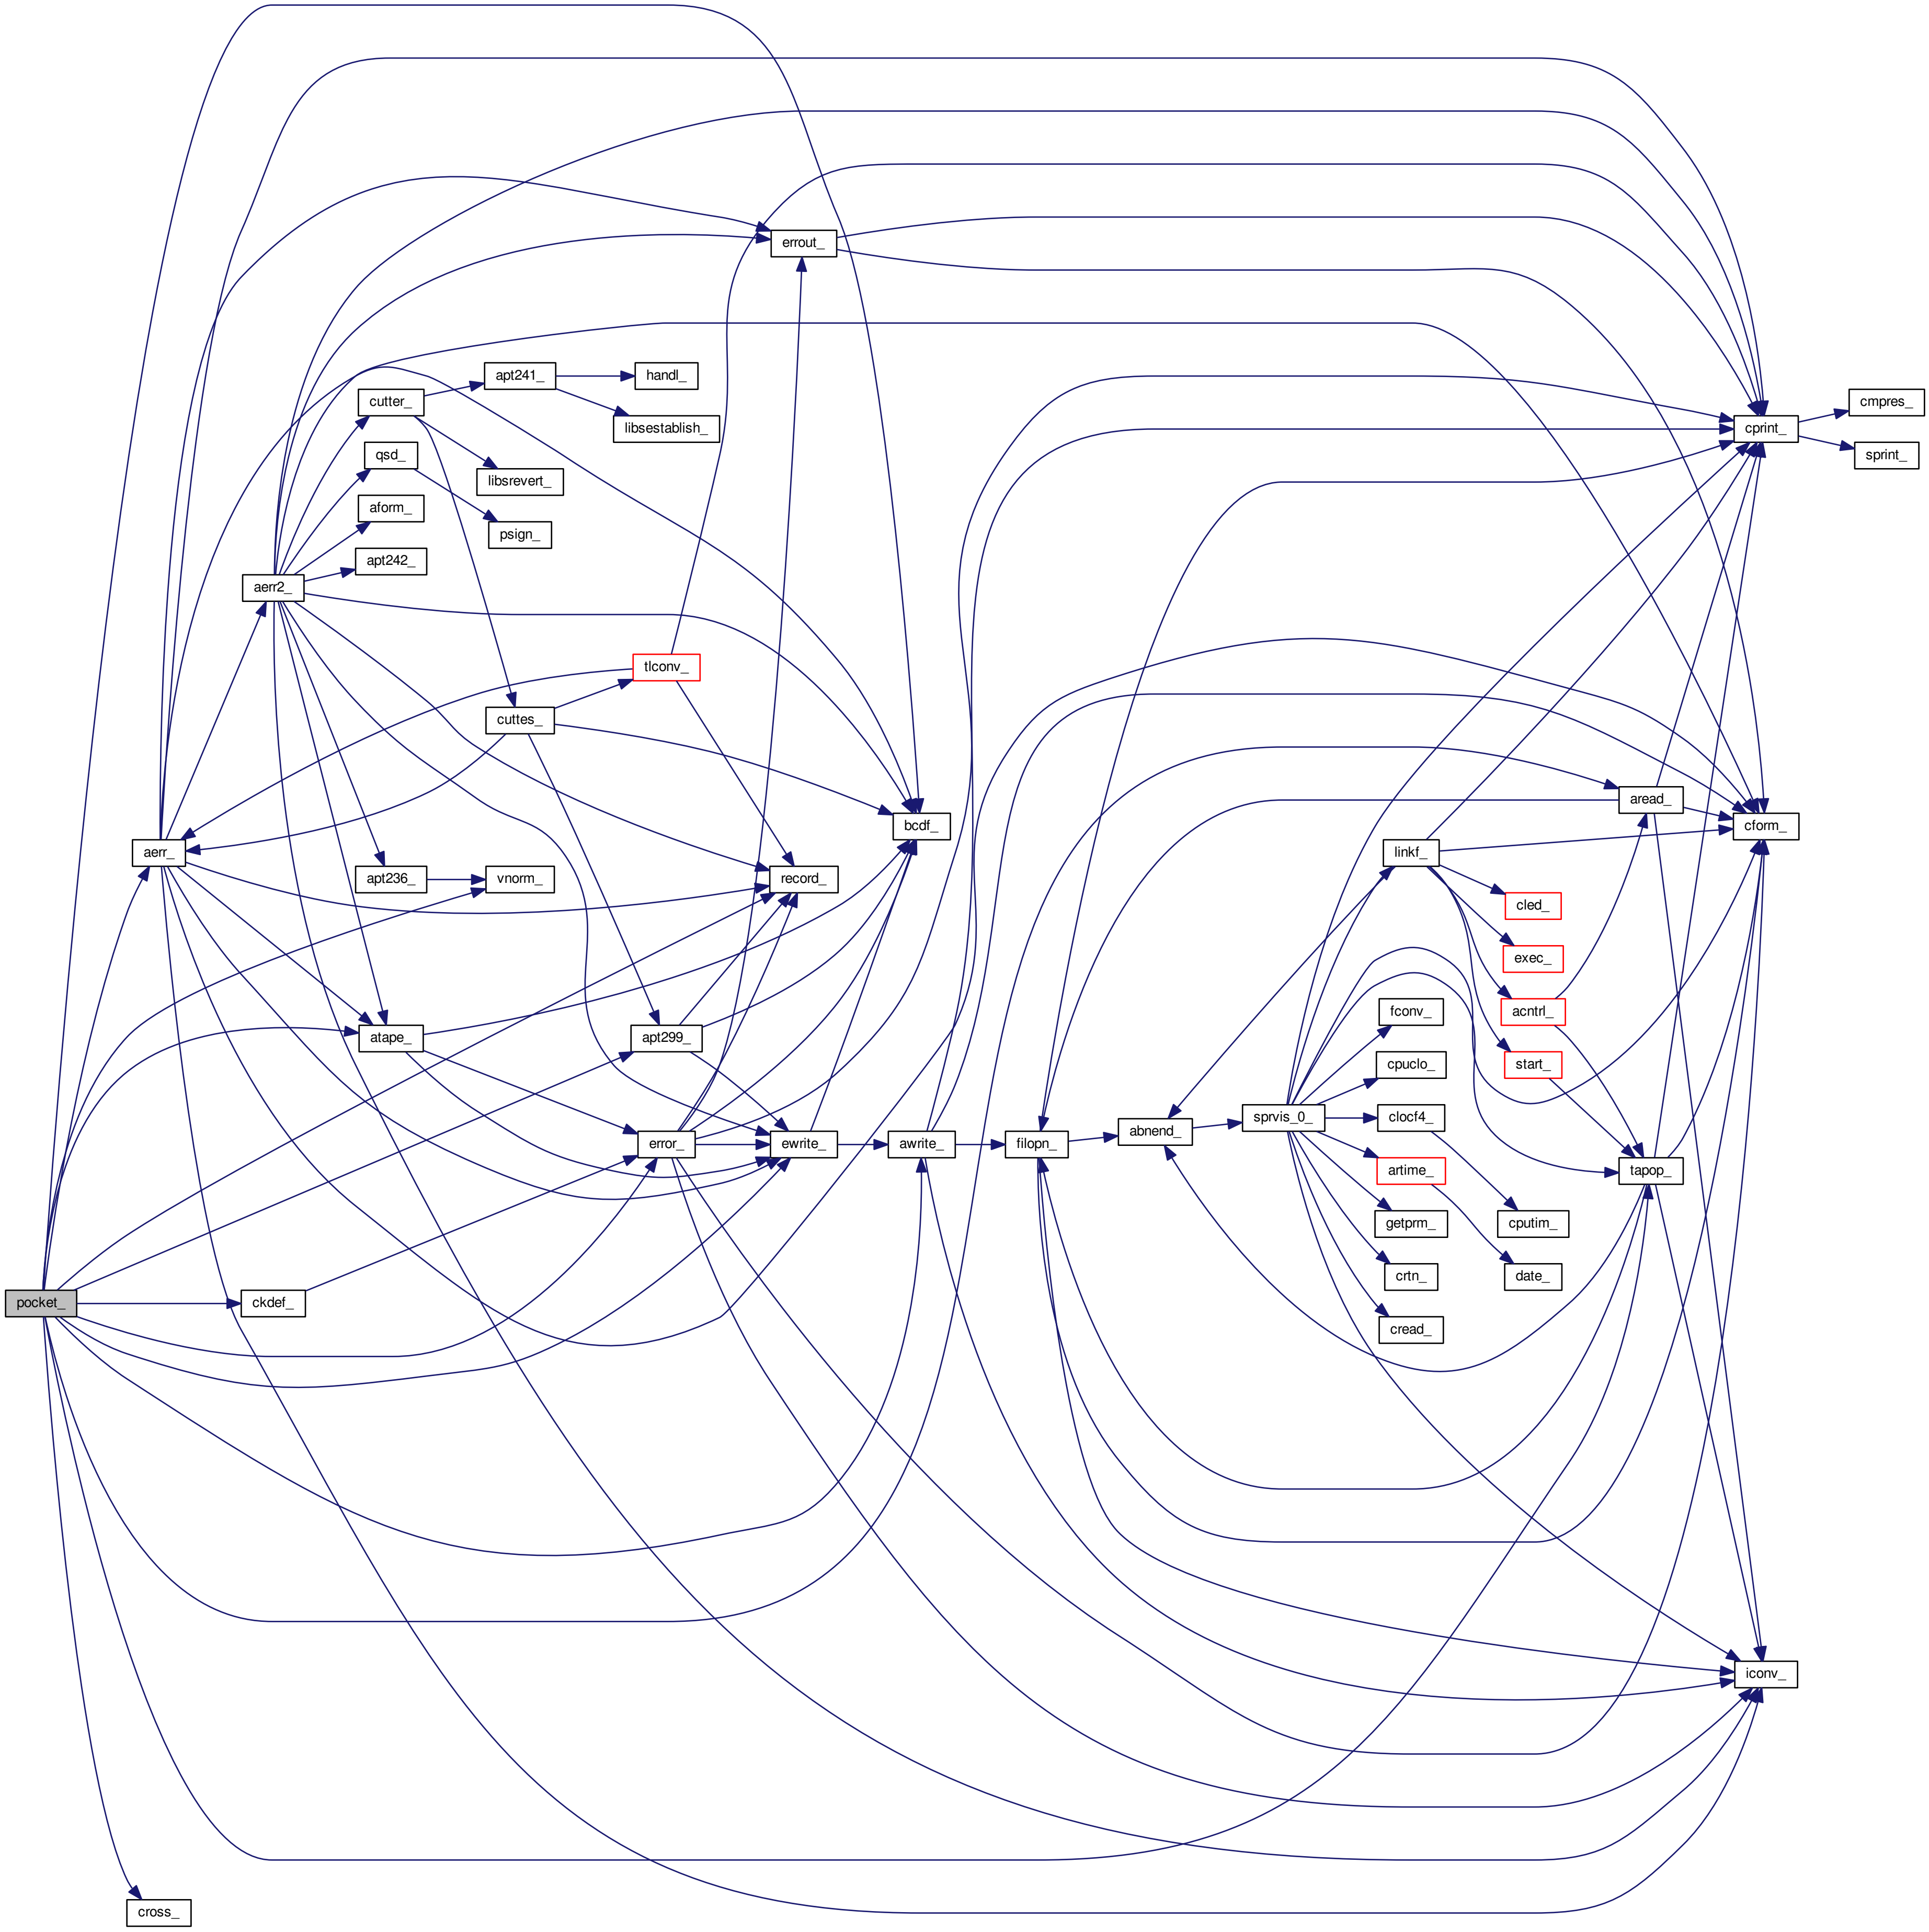 errout_
apt241_
handl_
cutter_
cmpres_
libsestablish_
cprint_
qsd_
sprint_
libsrevert_
aform_
psign_
apt242_
aerr2_
tlconv_
cuttes_
aread_
bcdf_
cform_
aerr_
linkf_
apt236_
vnorm_
record_
cled_
exec_
fconv_
acntrl_
atape_
apt299_
cpuclo_
start_
sprvis_0_
clocf4_
abnend_
error_
ewrite_
awrite_
filopn_
artime_
tapop_
getprm_
cputim_
crtn_
date_
pocket_
ckdef_
cread_
iconv_
cross_